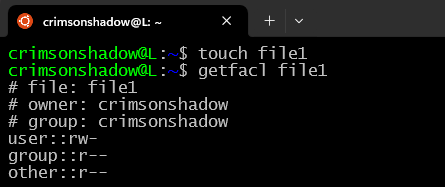 crimsonshadow@L: ~
crimsonshadow@L:~$ touch file1
crimsonshadow@L:~$ getfacl file1
# file: file1
# owner: crimsonshadow
# group: crimsonshadow
user::rw-
group::r--
other::r--